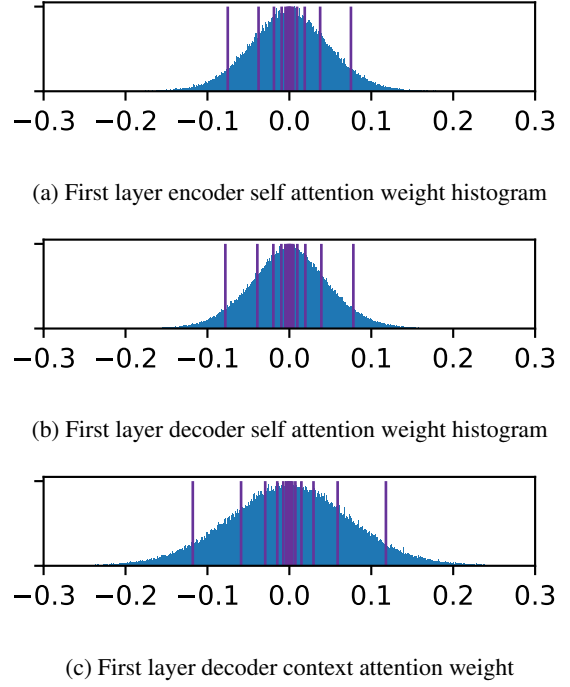 −0.3 −0.2 −0.1 0.0 0.1 0.2 0.3
(a) First layer encoder self attention weight histogram
−0.3 −0.2 −0.1 0.0 0.1 0.2 0.3
(b) First layer decoder self attention weight histogram
−0.3 −0.2 −0.1 0.0 0.1 0.2 0.3
(c) First layer decoder context attention weight